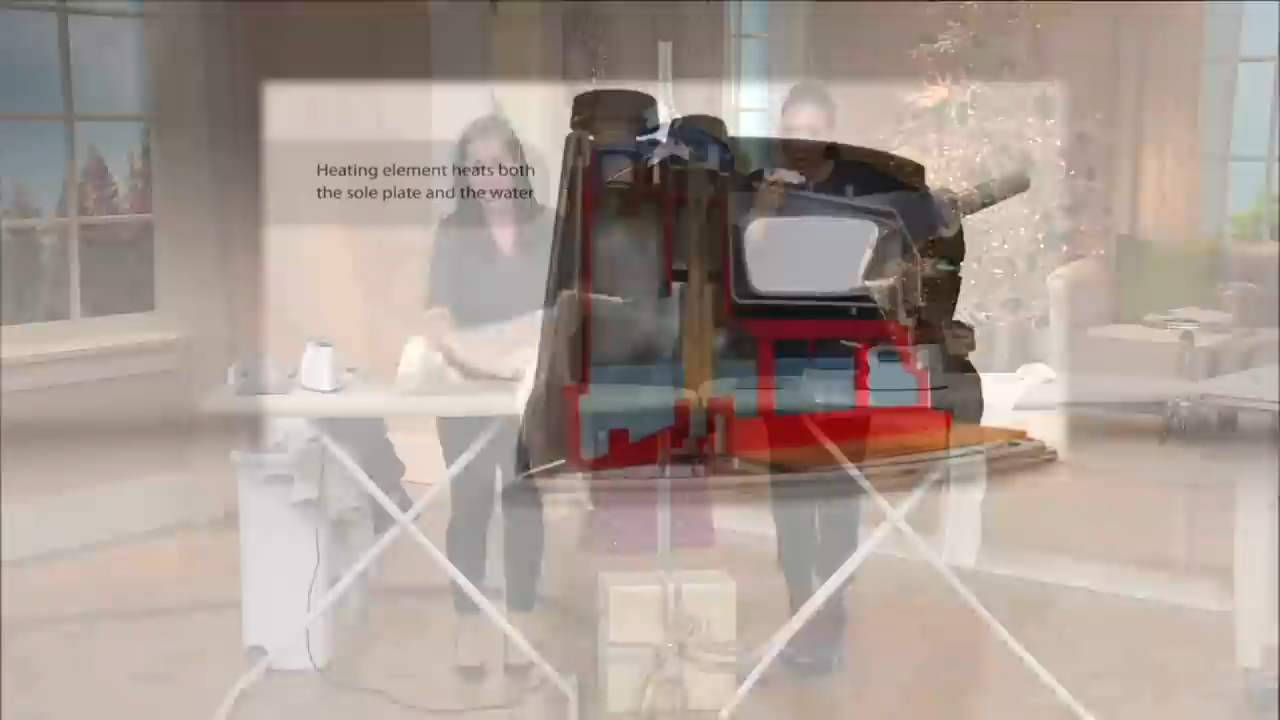 Heating element heats both
the sole plate and the water